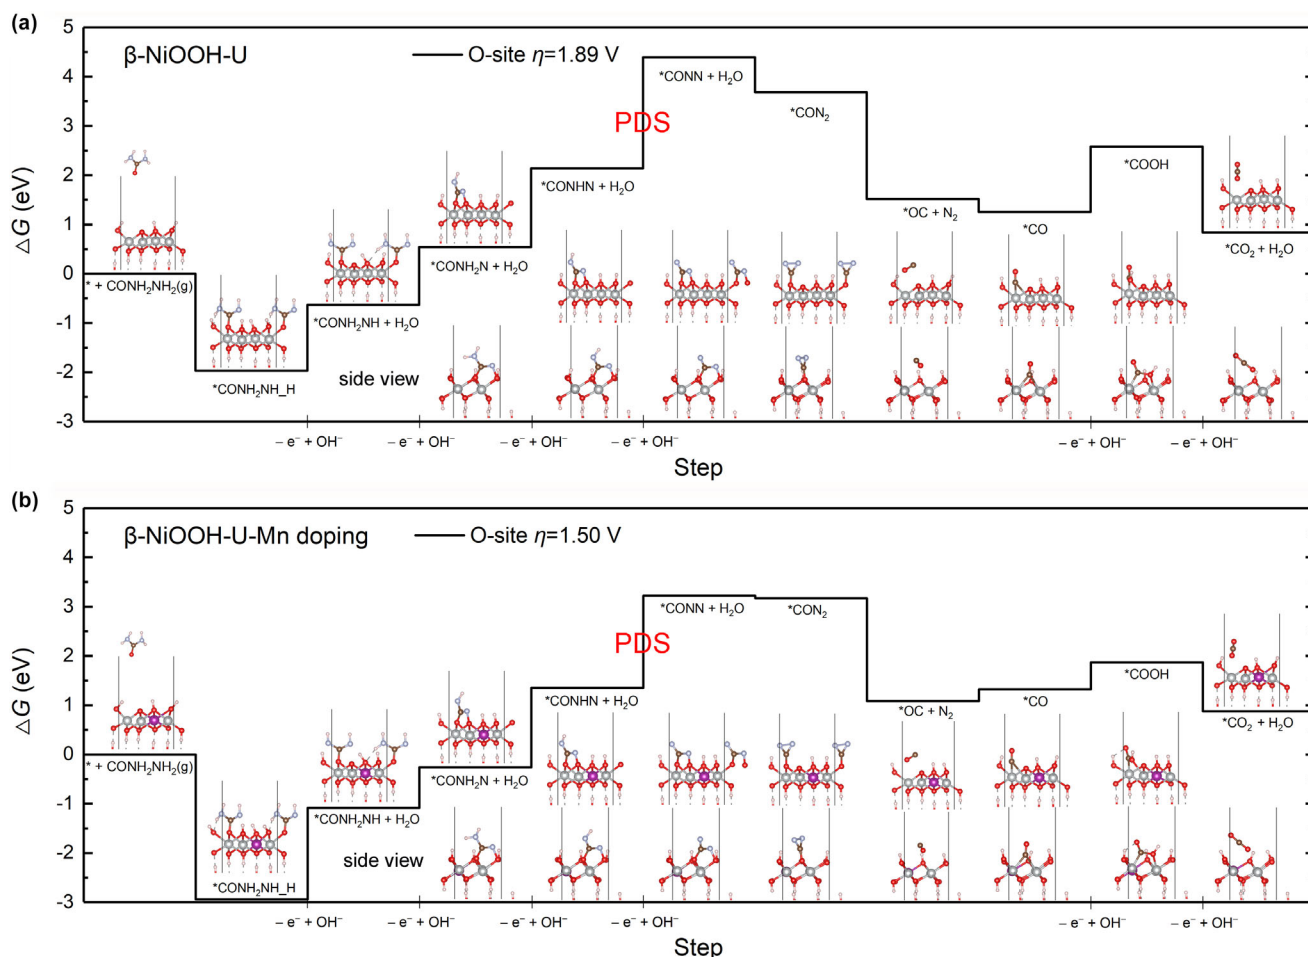 (a)
β-NiOOH-U
O-site η=1.89 V
5
4
3
2
1
0
-1
-2
-3
ΔG (eV)
* + CONH₂NH₂(g)
*CONH₂NH_H
*CONH₂NH + H₂O
*CONH₂N + H₂O
*CONHN + H₂O
PDS
*CONN + H₂O
*CON₂
*OC + N₂
*CO
*COOH
*CO₂ + H₂O
side view
– e⁻ + OH⁻
– e⁻ + OH⁻
– e⁻ + OH⁻
– e⁻ + OH⁻
– e⁻ + OH⁻
– e⁻ + OH⁻
Step
(b)
β-NiOOH-U-Mn doping
O-site η=1.50 V
5
4
3
2
1
0
-1
-2
-3
ΔG (eV)
* + CONH₂NH₂(g)
*CONH₂NH_H
*CONH₂NH + H₂O
*CONH₂N + H₂O
*CONHN + H₂O
PDS
*CONN + H₂O
*CON₂
*OC + N₂
*CO
*COOH
*CO₂ + H₂O
side view
– e⁻ + OH⁻
– e⁻ + OH⁻
– e⁻ + OH⁻
– e⁻ + OH⁻
– e⁻ + OH⁻
– e⁻ + OH⁻
Step